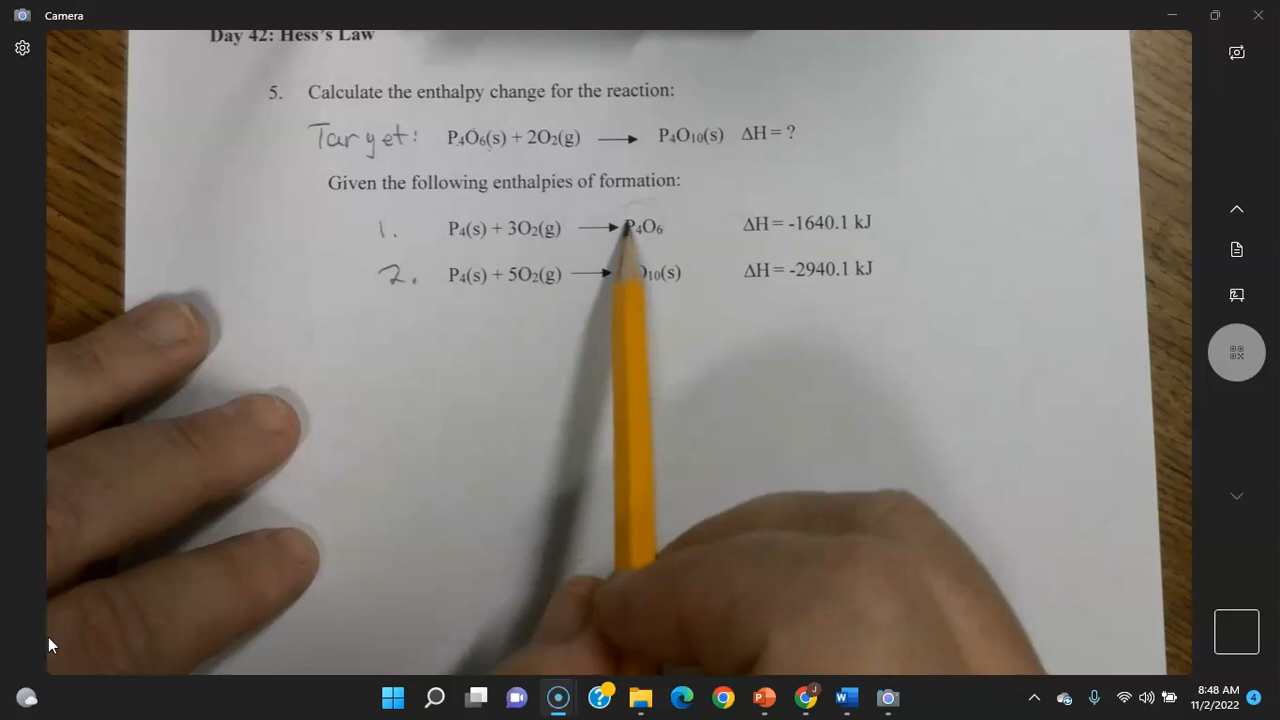 Camera
Day 42: Hess's Law
5. Calculate the enthalpy change for the reaction:
Target: P₄O₆(s) + 2O₂(g) → P₄O₁₀(s) ΔH = ?
Given the following enthalpies of formation:
1. P₄(s) + 3O₂(g) → P₄O₆ ΔH = -1640.1 kJ
2. P₄(s) + 5O₂(g) → O₁₀(s) ΔH = -2940.1 kJ
8:48 AM
11/2/2022
4